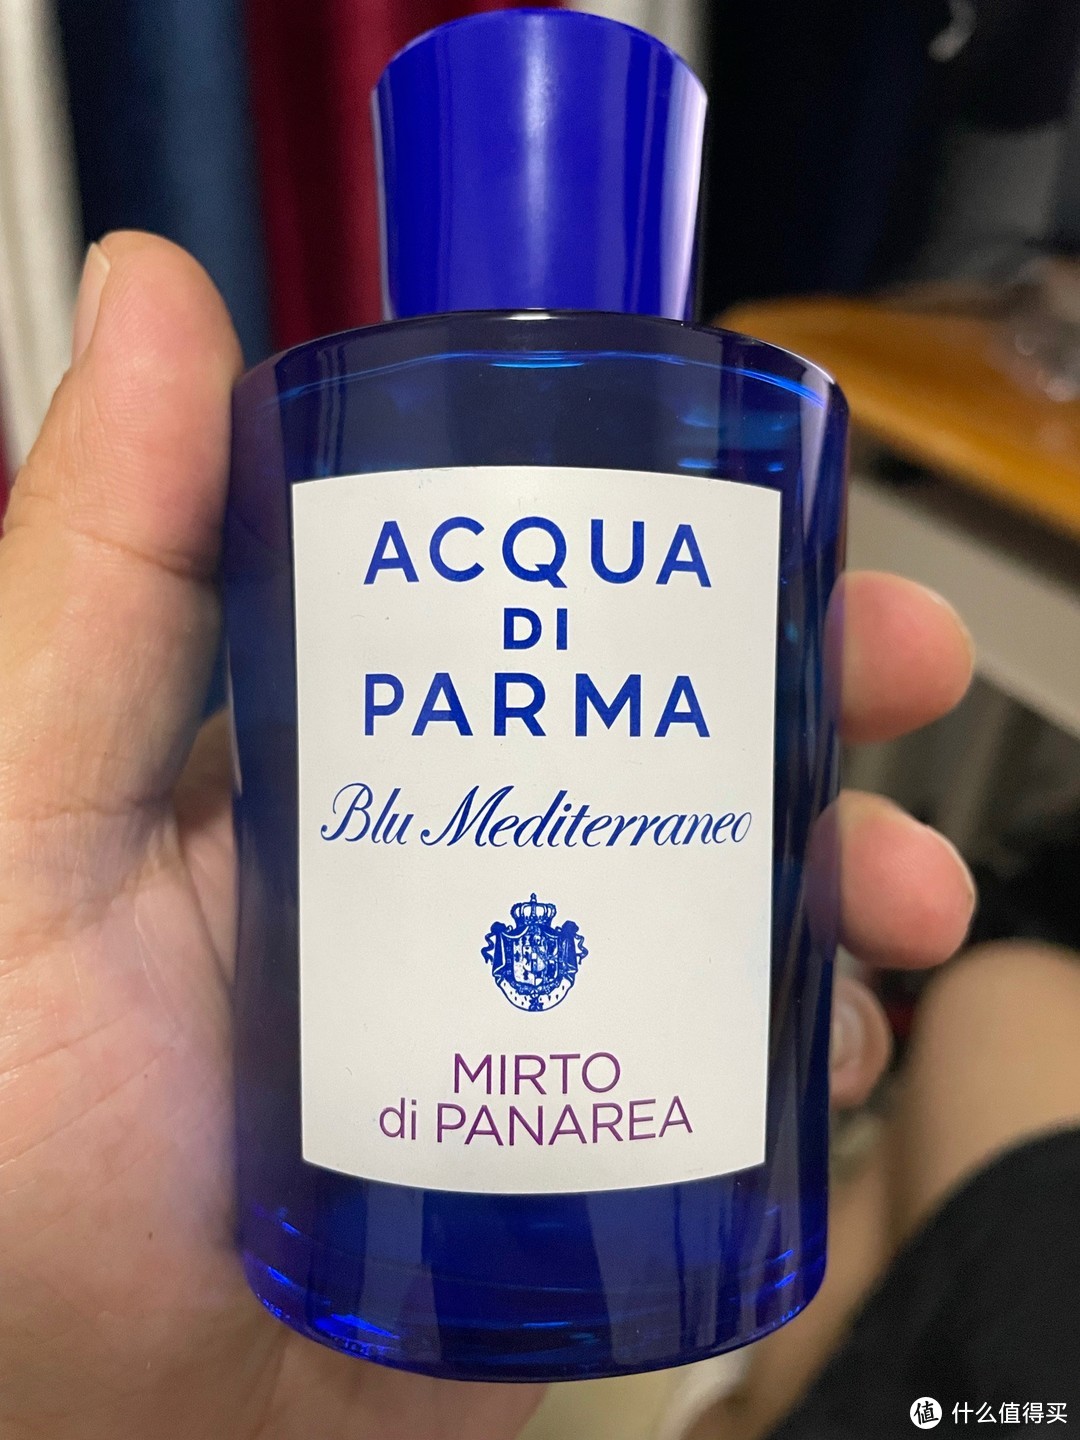 ACQUA
DI
PARMA
Blu Mediterraneo
MIRTO
di PANAREA
值 什么值得买